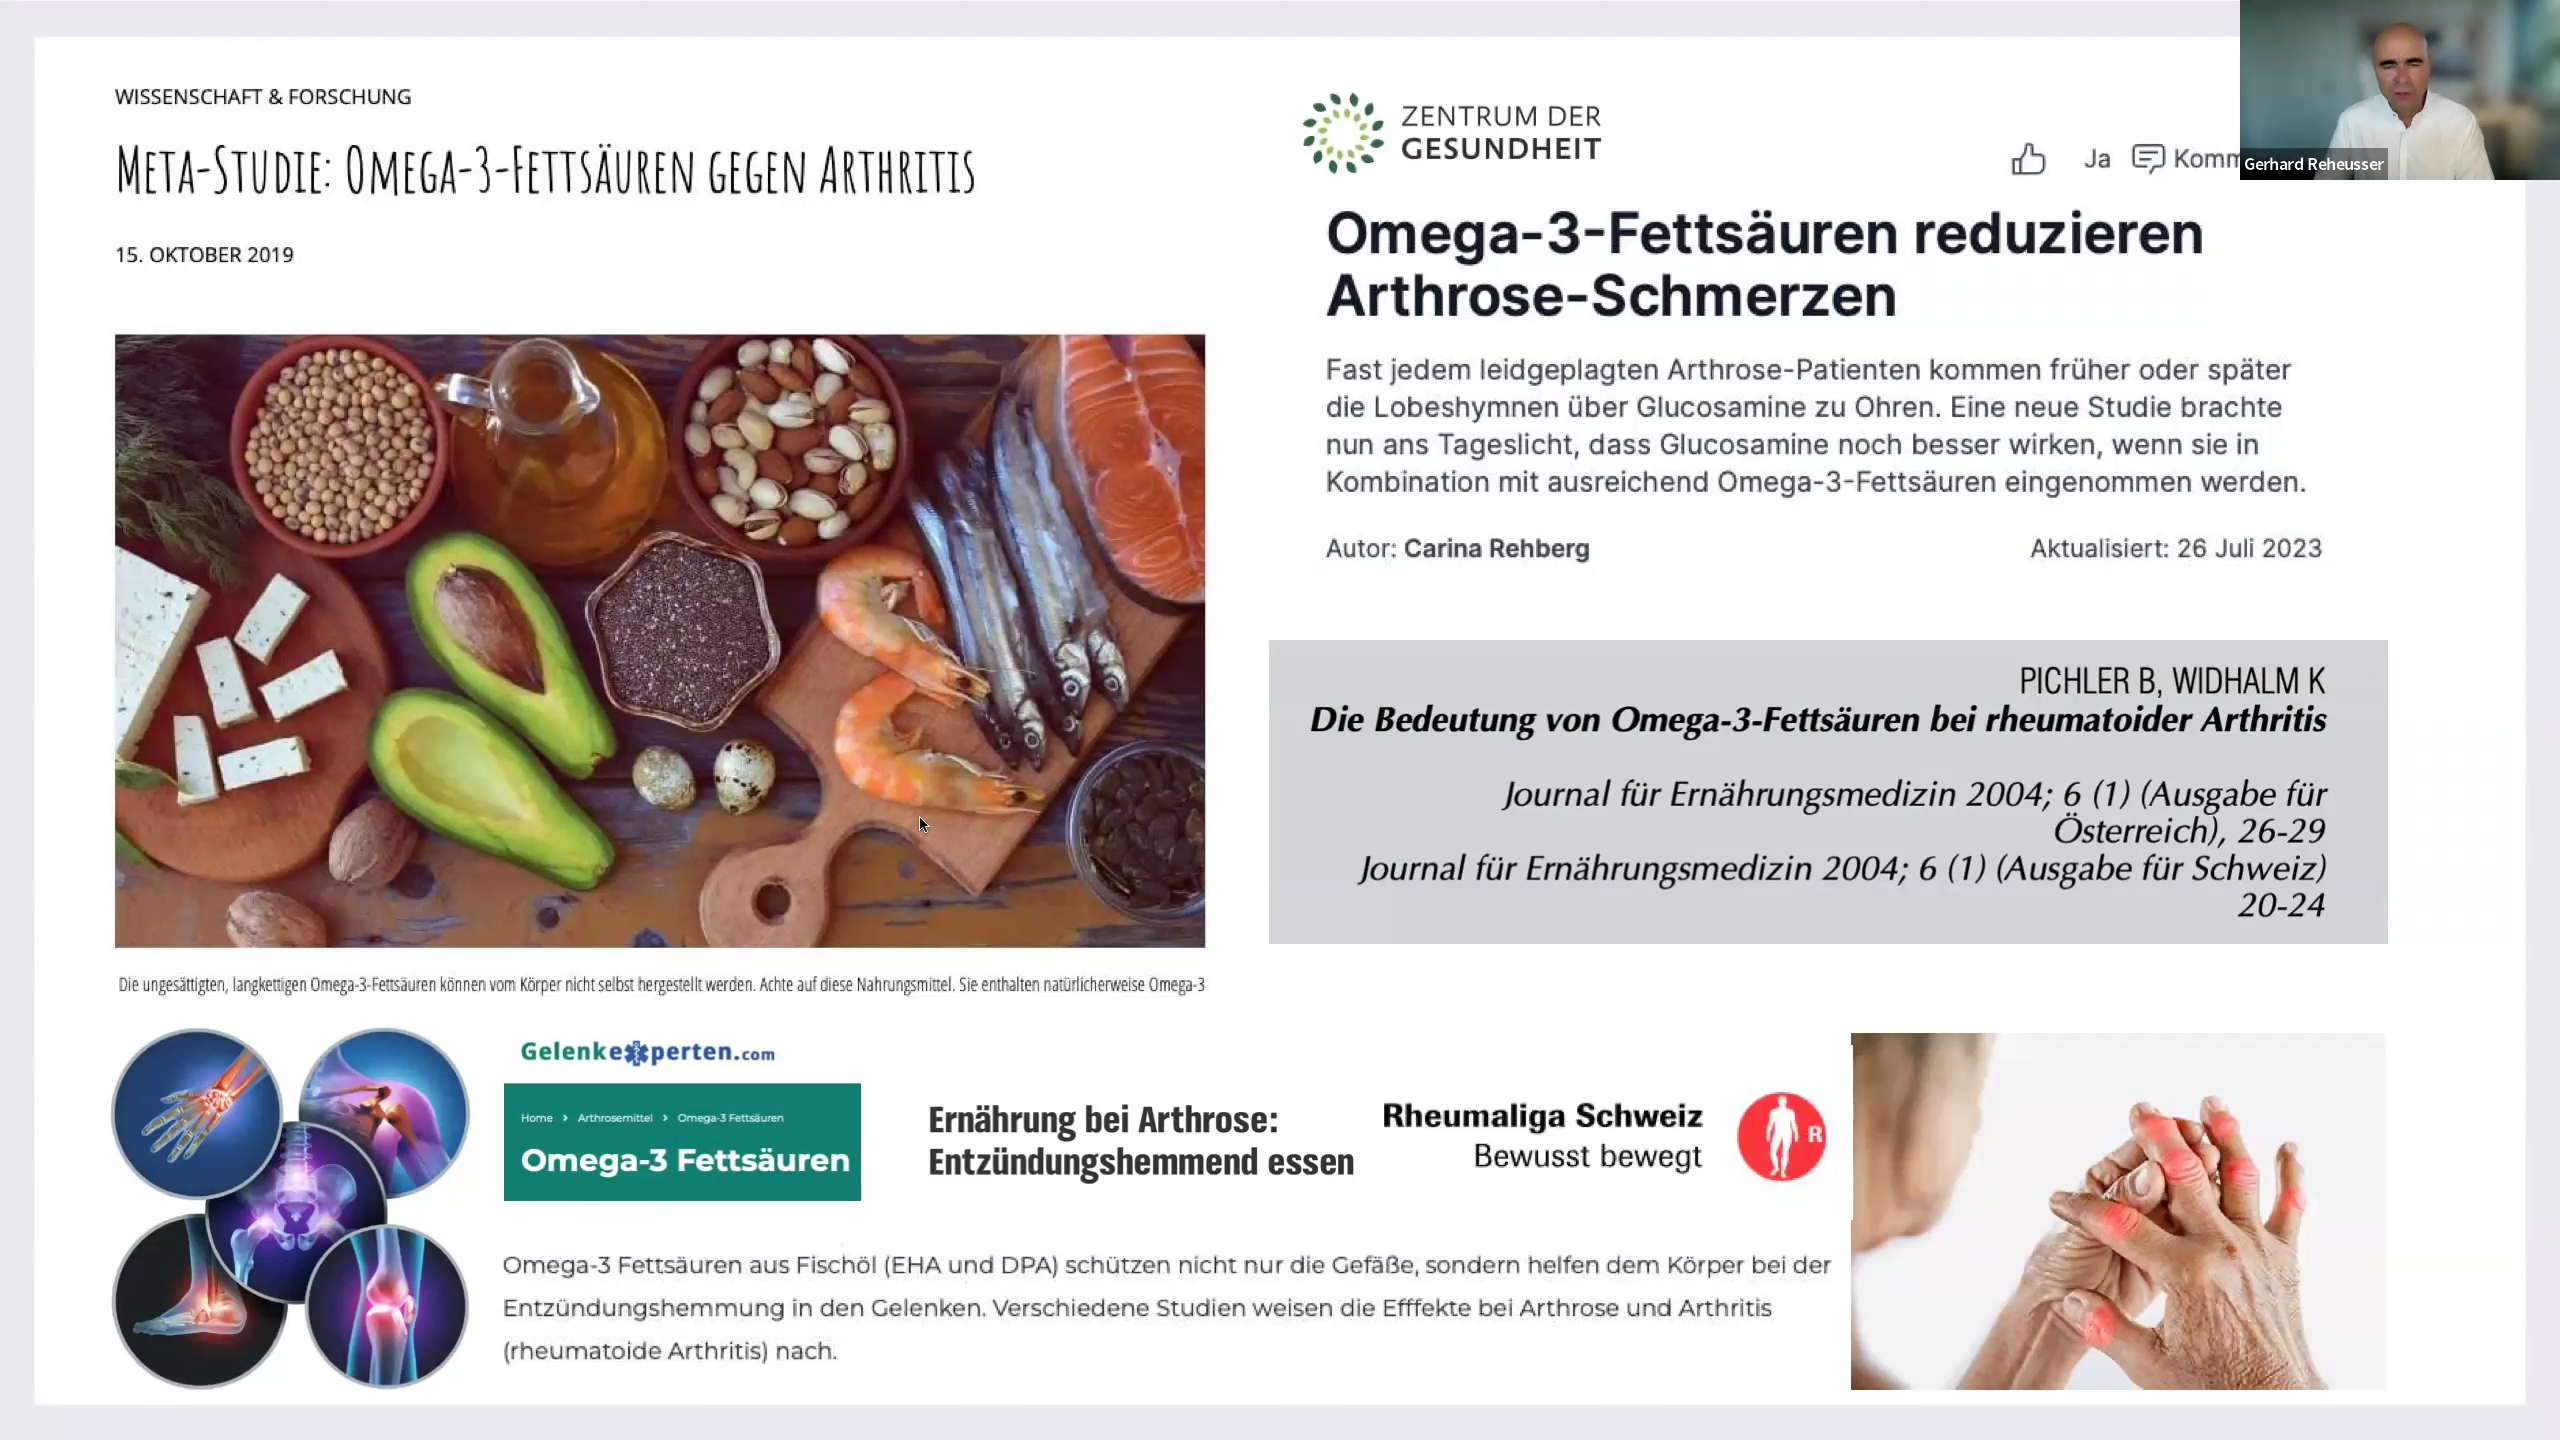 WISSENSCHAFT & FORSCHUNG
META-STUDIE: OMEGA-3-FETTSÄUREN GEGEN ARTHRITIS
15. OKTOBER 2019
Die ungesättigten, langkettigen Omega-3-Fettsäuren können vom Körper nicht selbst hergestellt werden. Achte auf diese Nahrungsmittel. Sie enthalten natürlicherweise Omega-3
ZENTRUM DER
GESUNDHEIT
Ja Komm
Gerhard Reheusser
Omega-3-Fettsäuren reduzieren
Arthrose-Schmerzen
Fast jedem leidgeplagten Arthrose-Patienten kommen früher oder später
die Lobeshymnen über Glucosamine zu Ohren. Eine neue Studie brachte
nun ans Tageslicht, dass Glucosamine noch besser wirken, wenn sie in
Kombination mit ausreichend Omega-3-Fettsäuren eingenommen werden.
Autor: Carina Rehberg Aktualisiert: 26 Juli 2023
PICHLER B, WIDHALM K
Die Bedeutung von Omega-3-Fettsäuren bei rheumatoider Arthritis
Journal für Ernährungsmedizin 2004; 6 (1) (Ausgabe für
Österreich), 26-29
Journal für Ernährungsmedizin 2004; 6 (1) (Ausgabe für Schweiz)
20-24
Gelenkexperten.com
Home > Arthrosemittel > Omega-3 Fettsäuren
Omega-3 Fettsäuren
Ernährung bei Arthrose:
Entzündungshemmend essen
Rheumaliga Schweiz
Bewusst bewegt
R
Omega-3 Fettsäuren aus Fischöl (EHA und DPA) schützen nicht nur die Gefäße, sondern helfen dem Körper bei der
Entzündungshemmung in den Gelenken. Verschiedene Studien weisen die Efffekte bei Arthrose und Arthritis
(rheumatoide Arthritis) nach.